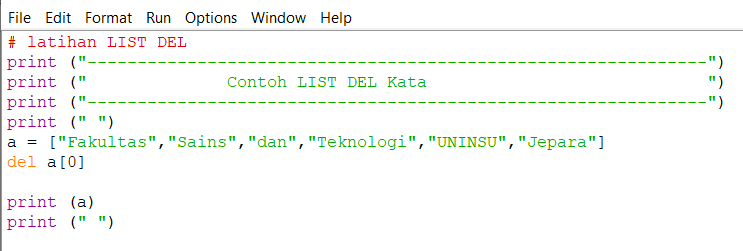 File Edit Format Run Options Window Help
# latihan LIST DEL
print ("--------------------------------------------------------------")
print ("              Contoh LIST DEL Kata                            ")
print ("--------------------------------------------------------------")
print (" ")
a = ["Fakultas","Sains","dan","Teknologi","UNINSU","Jepara"]
del a[0]
print (a)
print (" ")